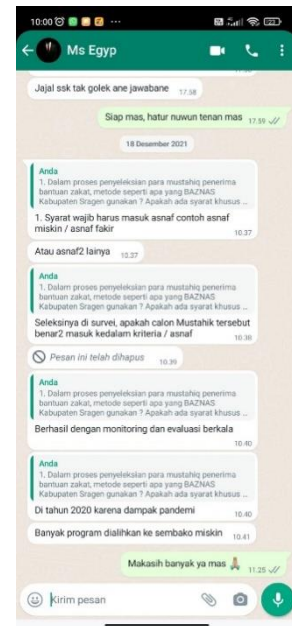 10:00
Ms Egyp
Jajal ssk tak golek ane jawabane 17.58
Siap mas, hatur nuwun tenan mas 17.59
18 Desember 2021
Anda
1. Dalam proses penyeleksian para mustahiq penerima
bantuan zakat, metode seperti apa yang BAZNAS
Kabupaten Sragen gunakan ? Apakah ada syarat khusus ...
1. Syarat wajib harus masuk asnaf contoh asnaf
miskin / asnaf fakir 10.37
Atau asnaf2 lainya 10.37
Anda
1. Dalam proses penyeleksian para mustahiq penerima
bantuan zakat, metode seperti apa yang BAZNAS
Kabupaten Sragen gunakan ? Apakah ada syarat khusus ...
Seleksinya di survei, apakah calon Mustahik tersebut
benar2 masuk kedalam kriteria / asnaf 10.38
Pesan ini telah dihapus 10.39
Anda
1. Dalam proses penyeleksian para mustahiq penerima
bantuan zakat, metode seperti apa yang BAZNAS
Kabupaten Sragen gunakan ? Apakah ada syarat khusus ...
Berhasil dengan monitoring dan evaluasi berkala
10.40
Anda
1. Dalam proses penyeleksian para mustahiq penerima
bantuan zakat, metode seperti apa yang BAZNAS
Kabupaten Sragen gunakan ? Apakah ada syarat khusus ...
Di tahun 2020 karena dampak pandemi 10.40
Banyak program dialihkan ke sembako miskin 10.41
Makasih banyak ya mas 🙏 11.25
Kirim pesan